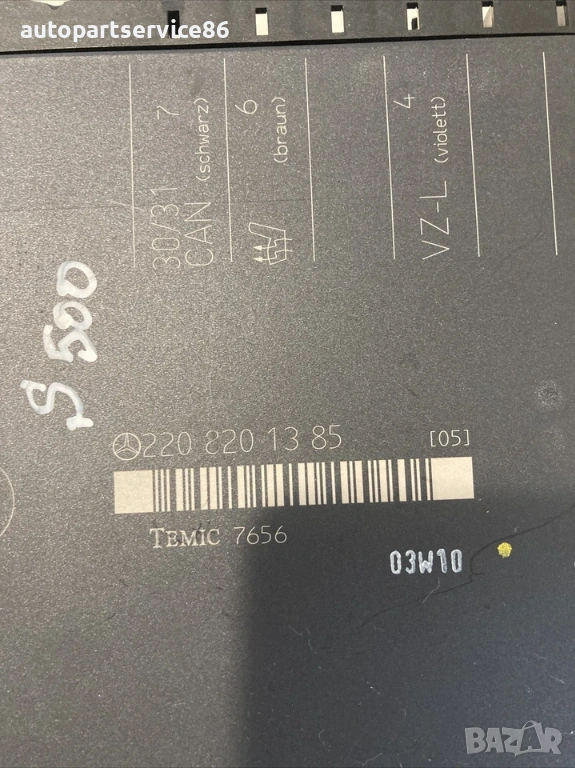 autopartservice86
30/31 7
CAN (schwarz)
6
(braun)
4
VZ-L (violett)
S 500
220 820 13 85 [05]
TEMIC 7656
03W10
BAZAR